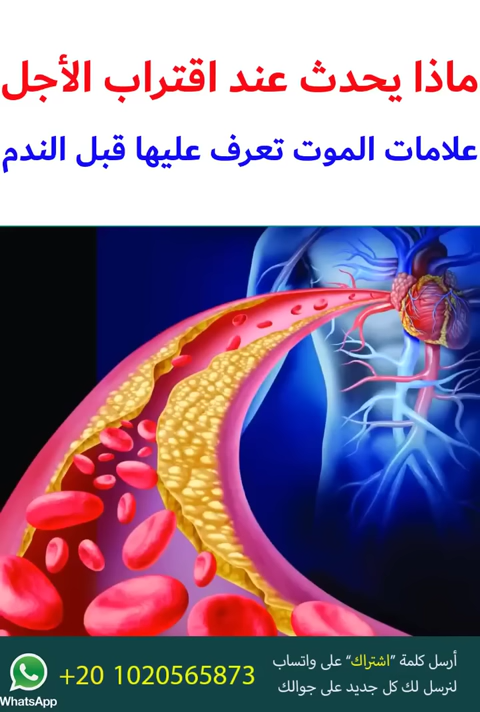 ماذا يحدث عند اقتراب الأجل
علامات الموت تعرف عليها قبل الندم
أرسل كلمة "اشتراك" على واتساب
لنرسل لك كل جديد على جوالك
+20 1020565873
WhatsApp